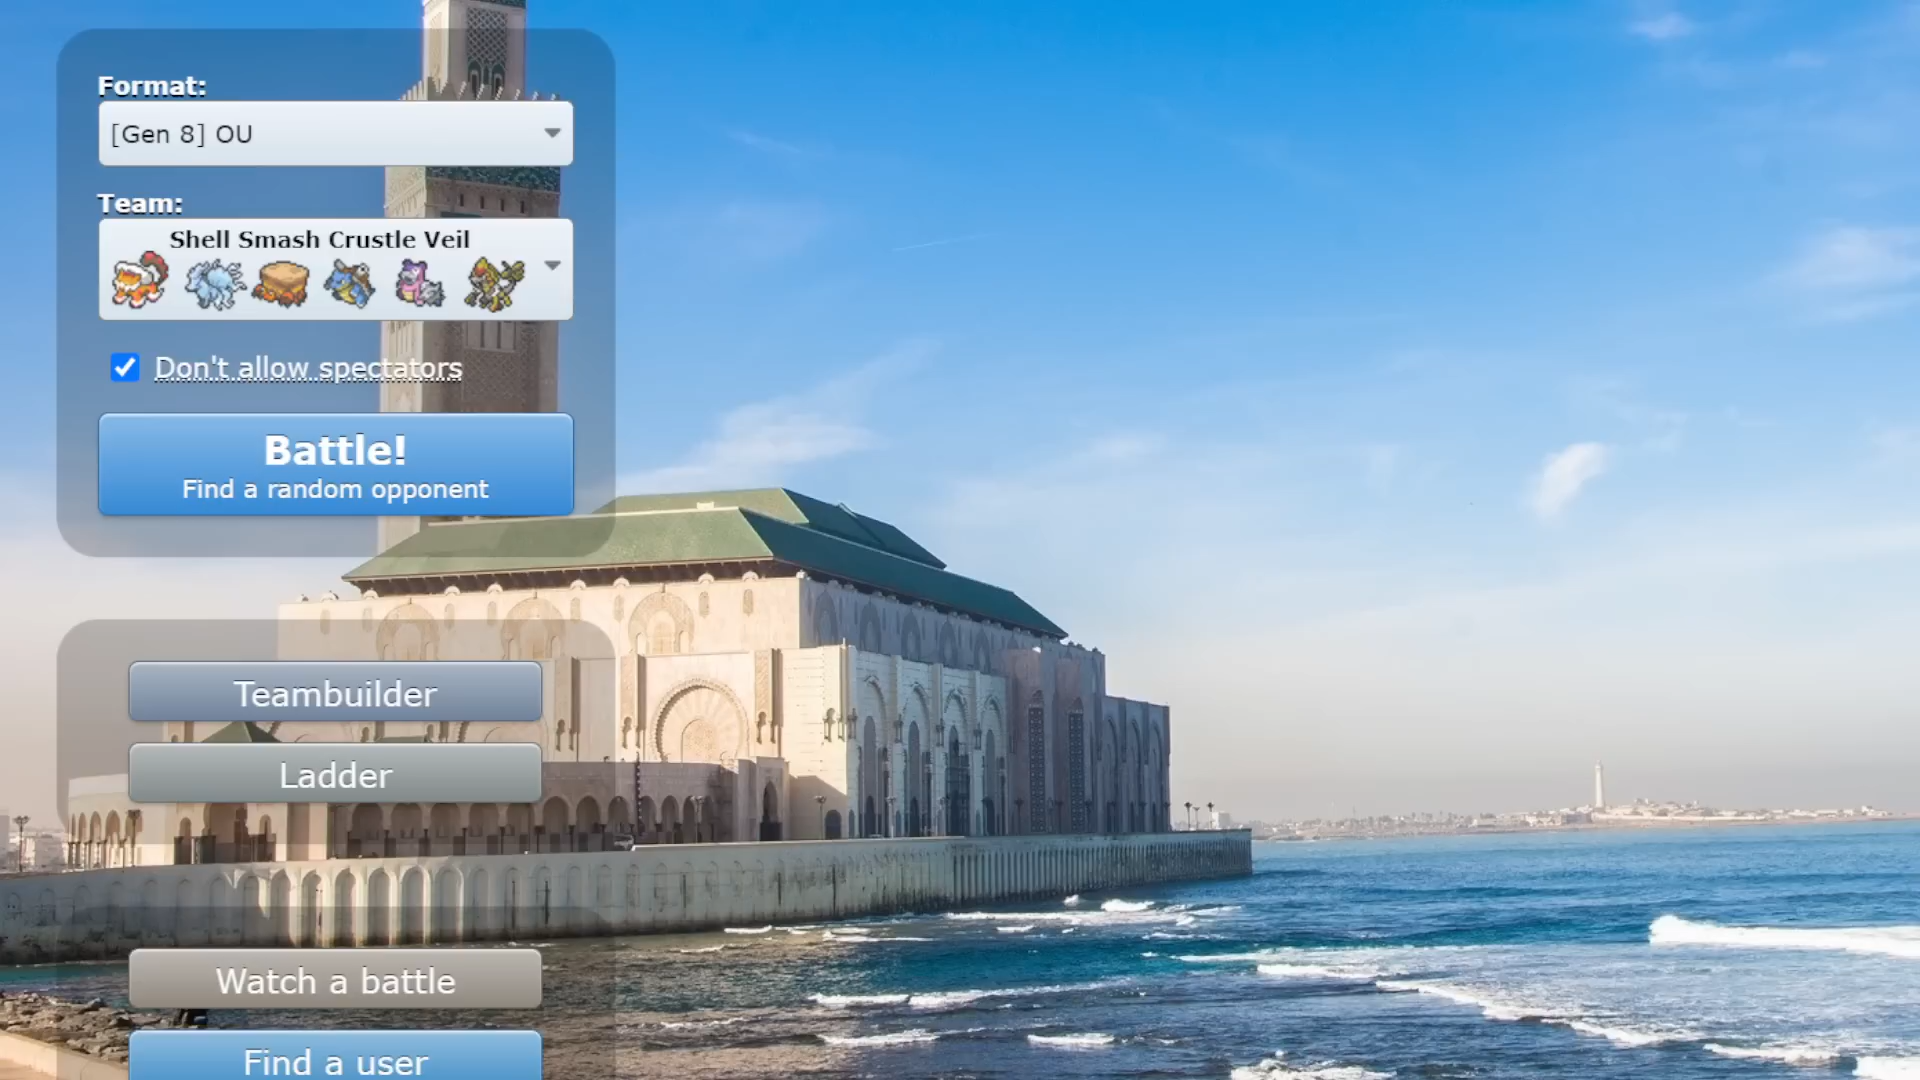 Format:
[Gen 8] OU
Team:
Shell Smash Crustle Veil
Don't allow spectators
Battle!
Find a random opponent
Teambuilder
Ladder
Watch a battle
Find a user